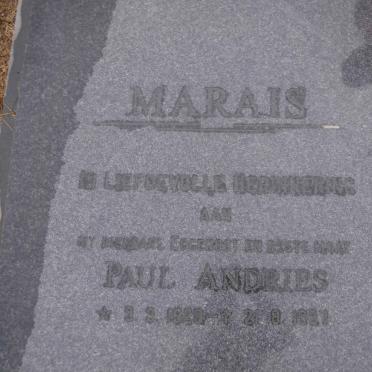 MARAIS
IN LIEFDEVOLLE HERINNERING
AAN
MY DIERBARE EGGENOOT EN BESTE MAAT
PAUL ANDRIES